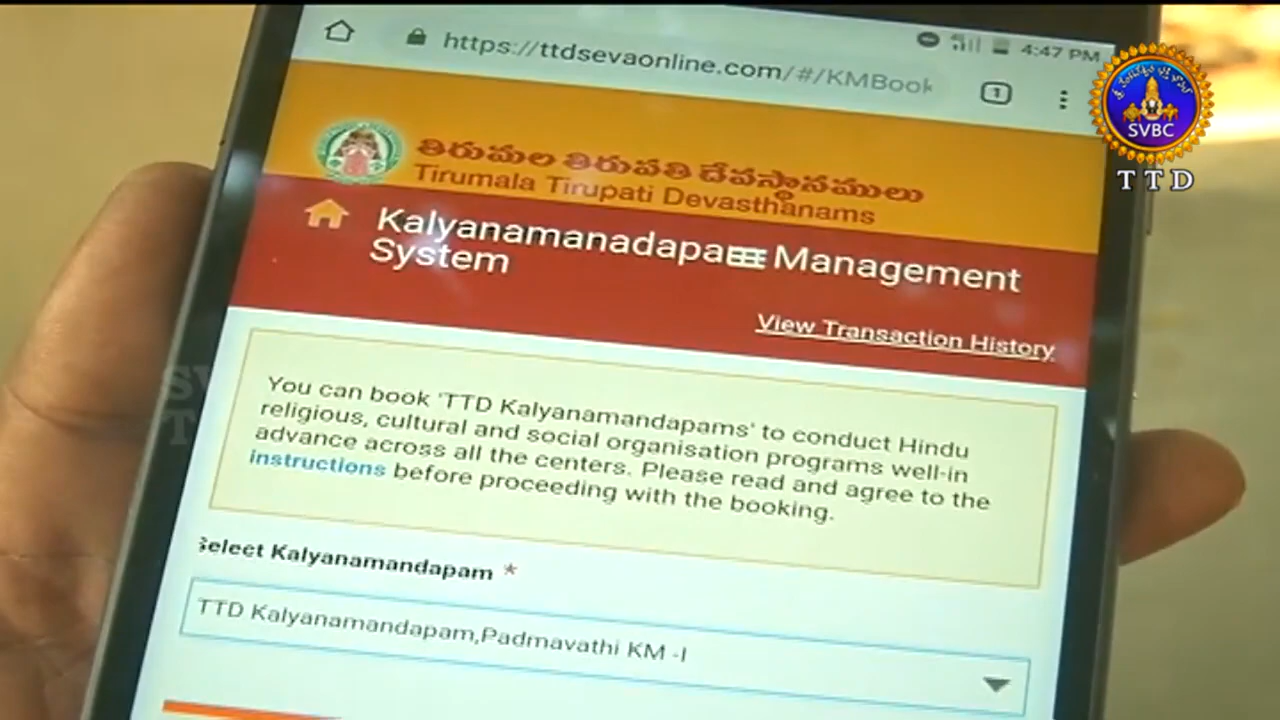 https://ttdsevaonline.com/#/KMBook
1
4:47 PM
SVBC
TTD
తిరుమల తిరుపతి దేవస్థానములు
Tirumala Tirupati Devasthanams
Management
System
View Transaction History
You can book 'TTD Kalyanamandapams' to conduct Hindu
religious, cultural and social organisation programs well-in
advance across all the centers. Please read and agree to the
instructions before proceeding with the booking.
Select Kalyanamandapam *
TTD Kalyanamandapam,Padmavathi KM -I